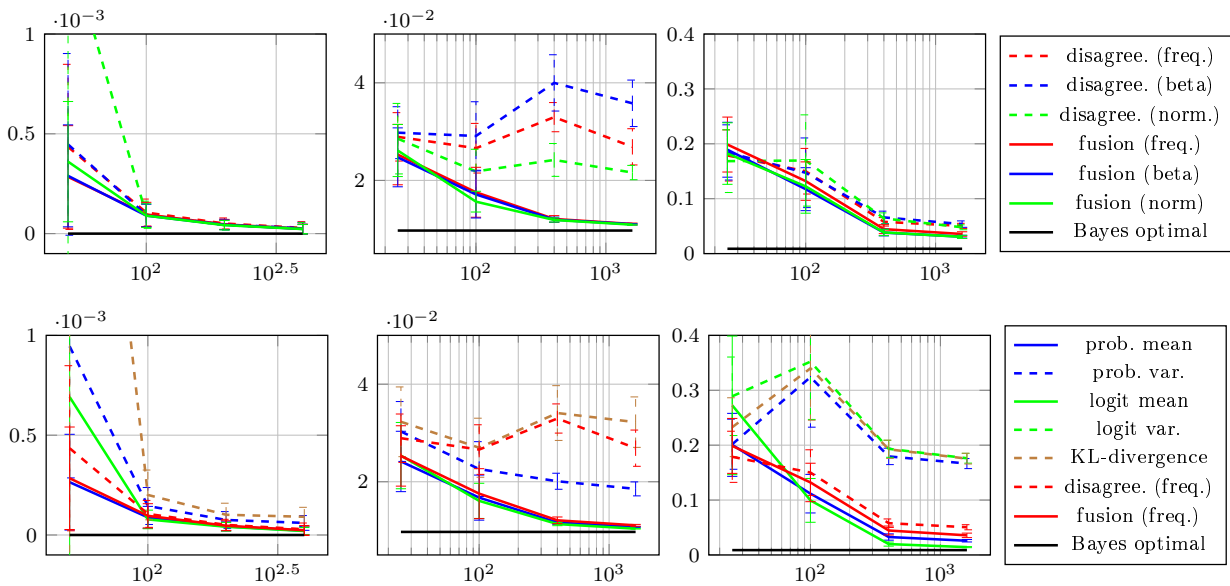 ·10⁻³
1
0.5
0
10²
10^2.5
·10⁻²
4
2
10²
10³
0.4
0.3
0.2
0.1
0
10²
10³
disagree. (freq.)
disagree. (beta)
disagree. (norm.)
fusion (freq.)
fusion (beta)
fusion (norm)
Bayes optimal
·10⁻³
1
0.5
0
10²
10^2.5
·10⁻²
4
2
10²
10³
0.4
0.3
0.2
0.1
0
10²
10³
prob. mean
prob. var.
logit mean
logit var.
KL-divergence
disagree. (freq.)
fusion (freq.)
Bayes optimal